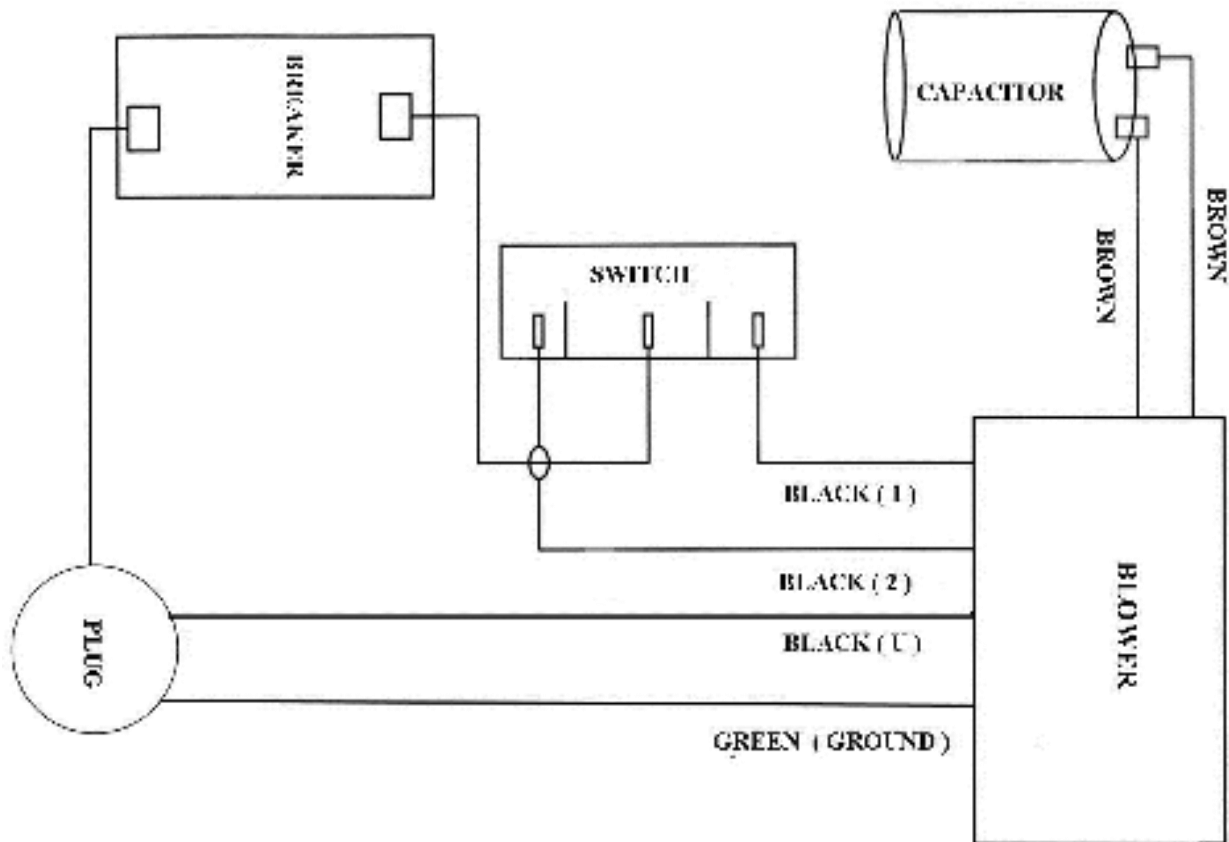 BREAKER
CAPACITOR
BROWN
BROWN
SWITCH
BLACK ( 1 )
BLACK ( 2 )
BLACK ( U )
GREEN ( GROUND )
PLUG
BLOWER